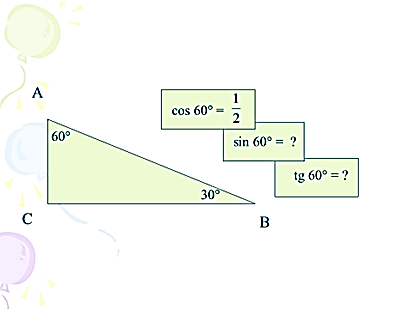 A
60°
30°
C
B
cos 60° = 1/2
sin 60° = ?
tg 60° = ?